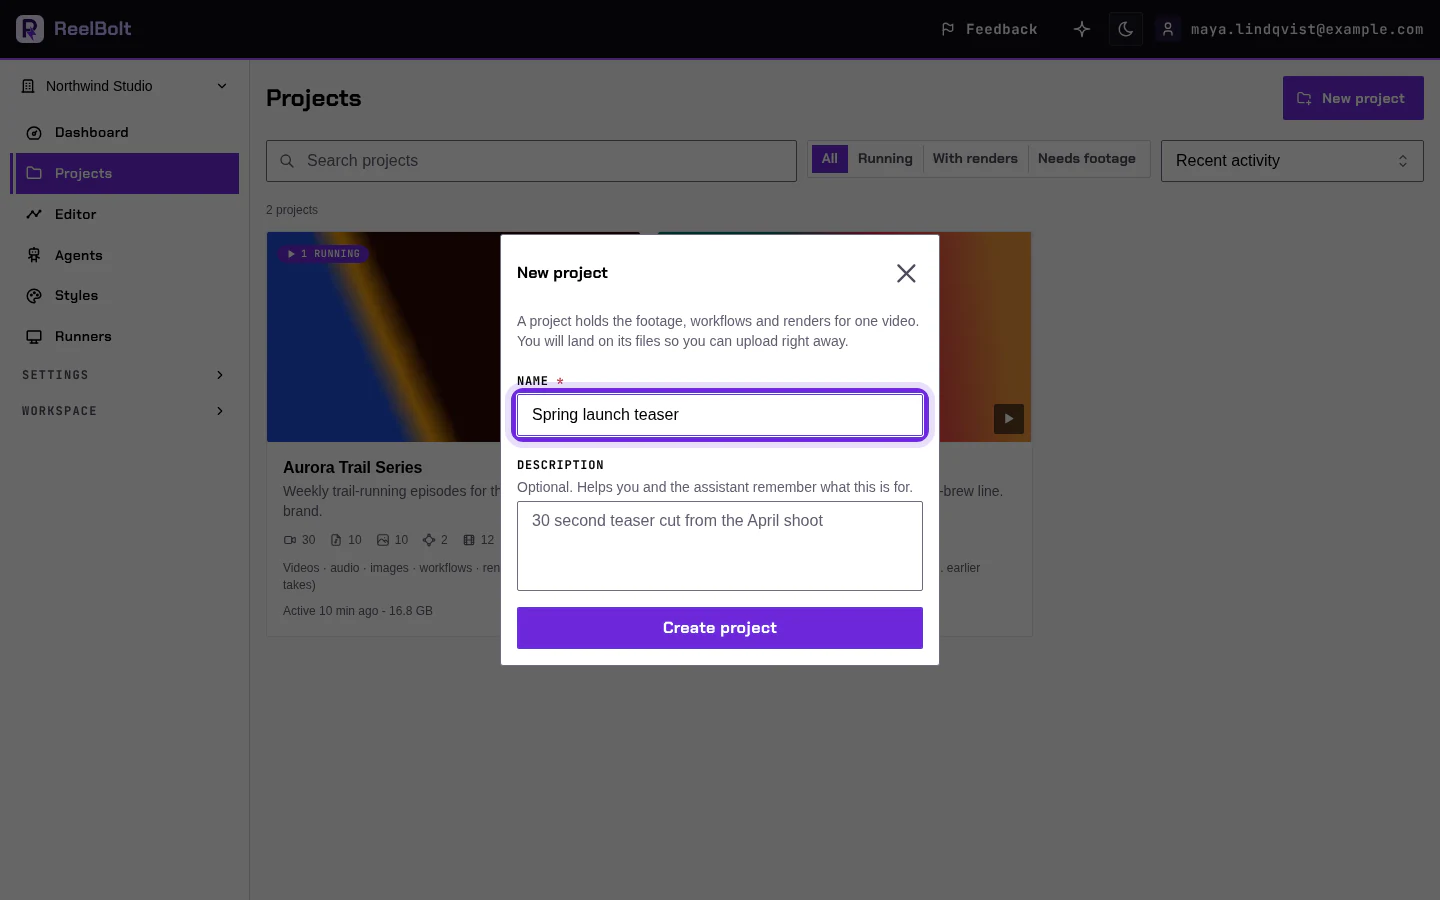 ReelBolt
Feedback
maya.lindqvist@example.com
Northwind Studio
Dashboard
Projects
Editor
Agents
Styles
Runners
SETTINGS
WORKSPACE
Projects
New project
Search projects
All
Running
With renders
Needs footage
Recent activity
2 projects
1 RUNNING
Aurora Trail Series
Weekly trail-running episodes for
brand.
30 10 10 2 12
Videos · audio · images · workflows ·
takes)
Active 10 min ago - 16.8 GB
-brew line.
. earlier
New project
A project holds the footage, workflows and renders for one video.
You will land on its files so you can upload right away.
NAME *
Spring launch teaser
DESCRIPTION
Optional. Helps you and the assistant remember what this is for.
30 second teaser cut from the April shoot
Create project